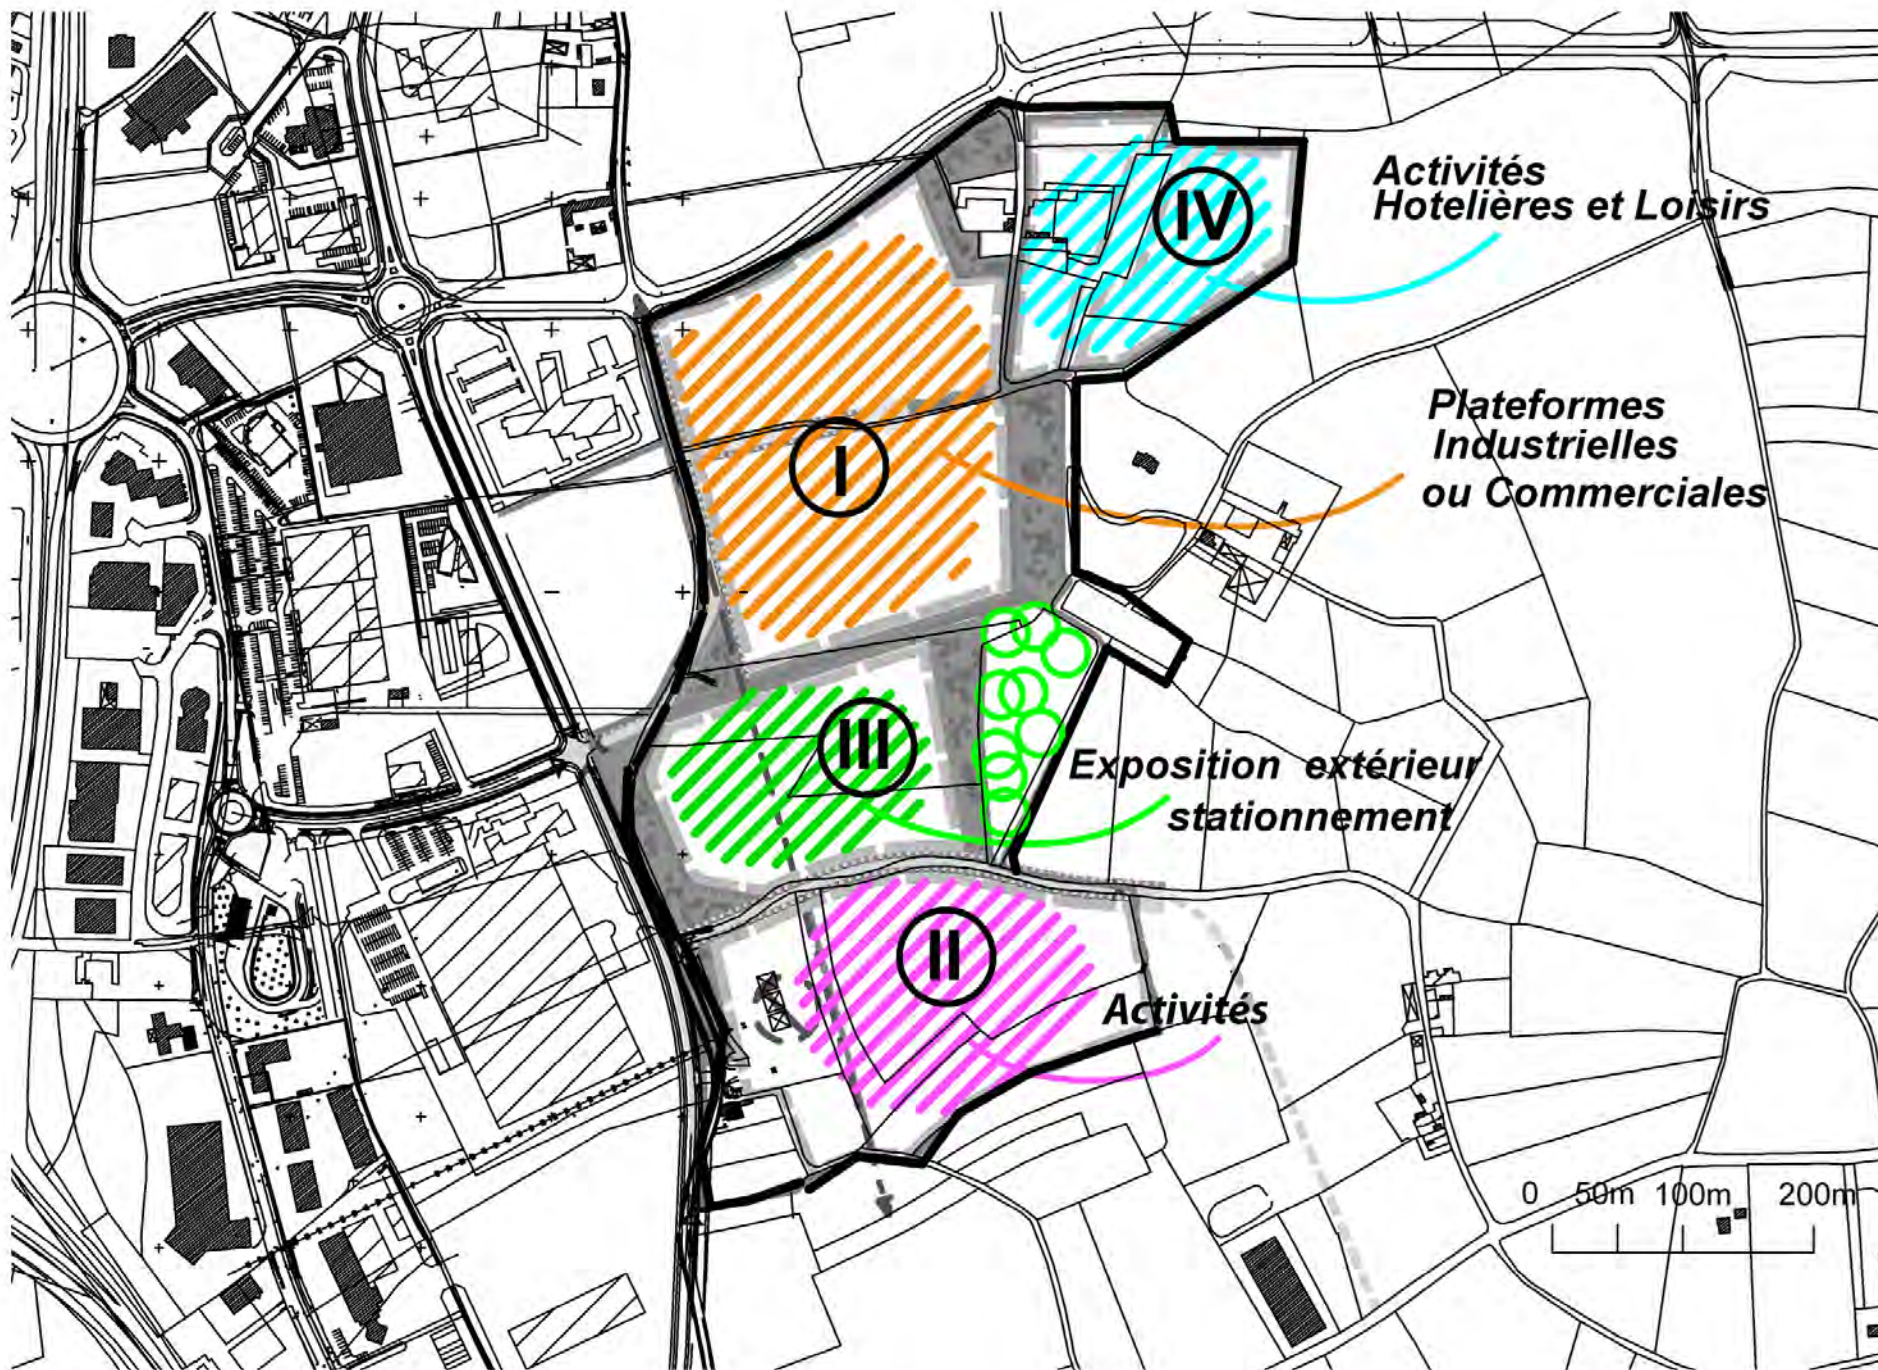 Activités
Hotelières et Loisirs
IV
Plateformes
Industrielles
ou Commerciales
I
III
Exposition extérieur
stationnement
II
Activités
0 50m 100m 200m